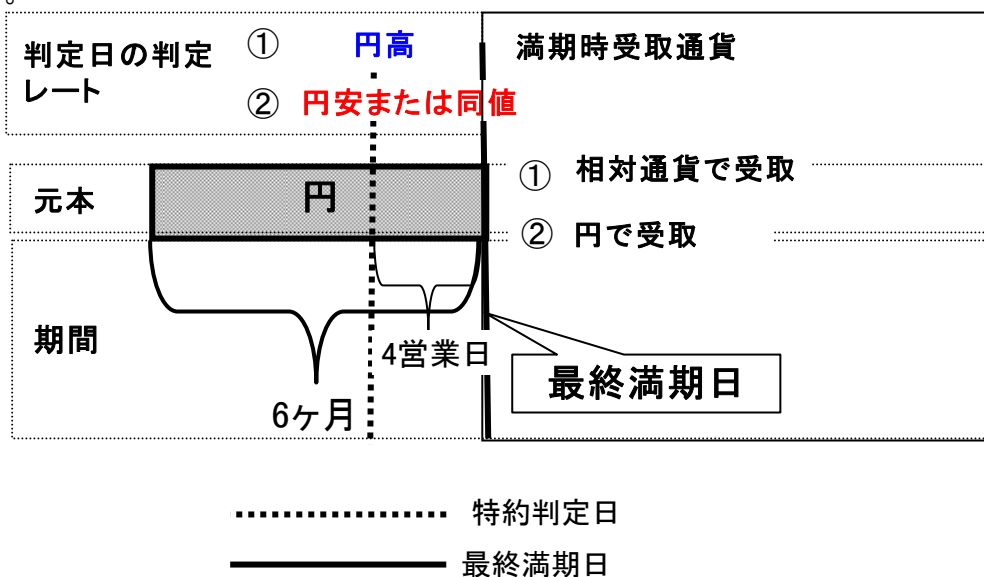 。
判定日の判定
レート
① 円高
② 円安または同値
満期時受取通貨
元本
円
① 相対通貨で受取
② 円で受取
期間
4営業日
6ヶ月
最終満期日
特約判定日
最終満期日